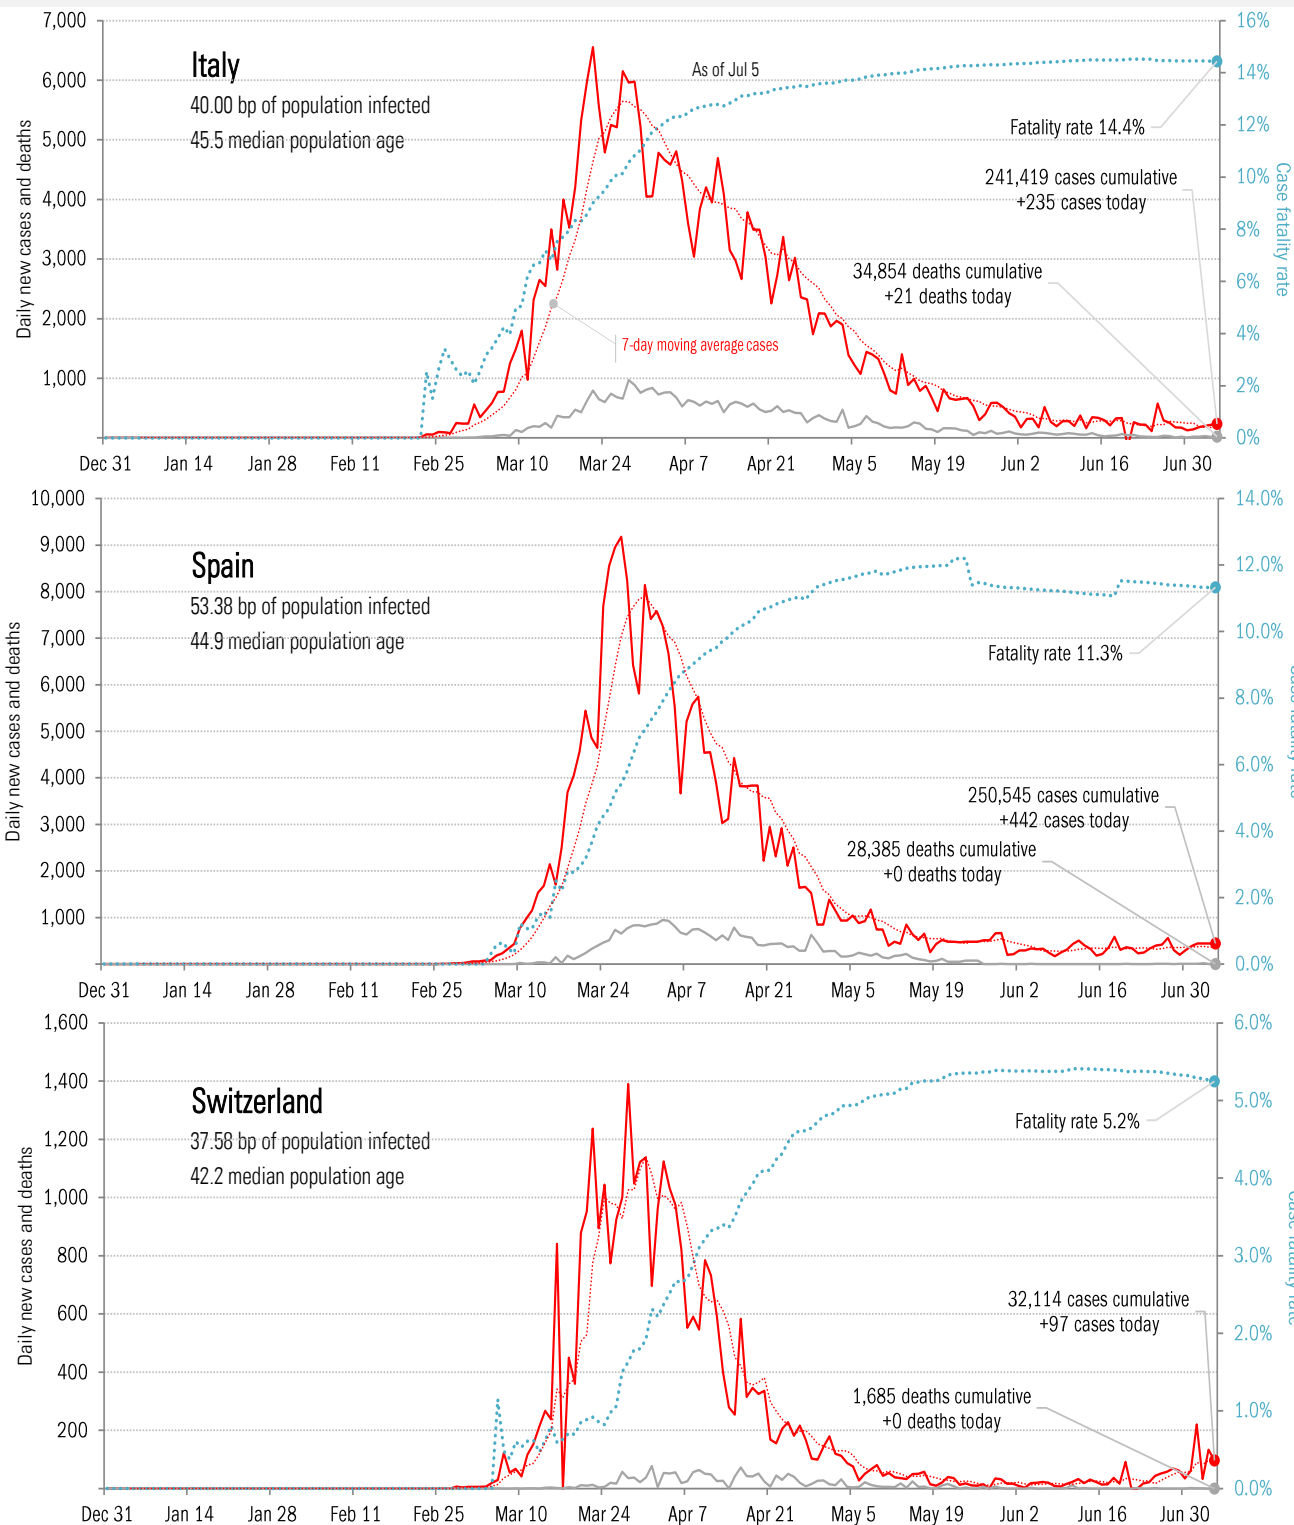 7,000
6,000
5,000
4,000
3,000
2,000
1,000
Daily new cases and deaths
Italy
40.00 bp of population infected
45.5 median population age
As of Jul 5
Fatality rate 14.4%
241,419 cases cumulative
+235 cases today
34,854 deaths cumulative
+21 deaths today
7-day moving average cases
16%
14%
12%
10%
8%
6%
4%
2%
0%
Case fatality rate
Dec 31 Jan 14 Jan 28 Feb 11 Feb 25 Mar 10 Mar 24 Apr 7 Apr 21 May 5 May 19 Jun 2 Jun 16 Jun 30
10,000
9,000
8,000
7,000
6,000
5,000
4,000
3,000
2,000
1,000
Daily new cases and deaths
Spain
53.38 bp of population infected
44.9 median population age
Fatality rate 11.3%
250,545 cases cumulative
+442 cases today
28,385 deaths cumulative
+0 deaths today
14.0%
12.0%
10.0%
8.0%
6.0%
4.0%
2.0%
0.0%
Dec 31 Jan 14 Jan 28 Feb 11 Feb 25 Mar 10 Mar 24 Apr 7 Apr 21 May 5 May 19 Jun 2 Jun 16 Jun 30
1,600
1,400
1,200
1,000
800
600
400
200
Daily new cases and deaths
Switzerland
37.58 bp of population infected
42.2 median population age
Fatality rate 5.2%
32,114 cases cumulative
+97 cases today
1,685 deaths cumulative
+0 deaths today
6.0%
5.0%
4.0%
3.0%
2.0%
1.0%
0.0%
Dec 31 Jan 14 Jan 28 Feb 11 Feb 25 Mar 10 Mar 24 Apr 7 Apr 21 May 5 May 19 Jun 2 Jun 16 Jun 30